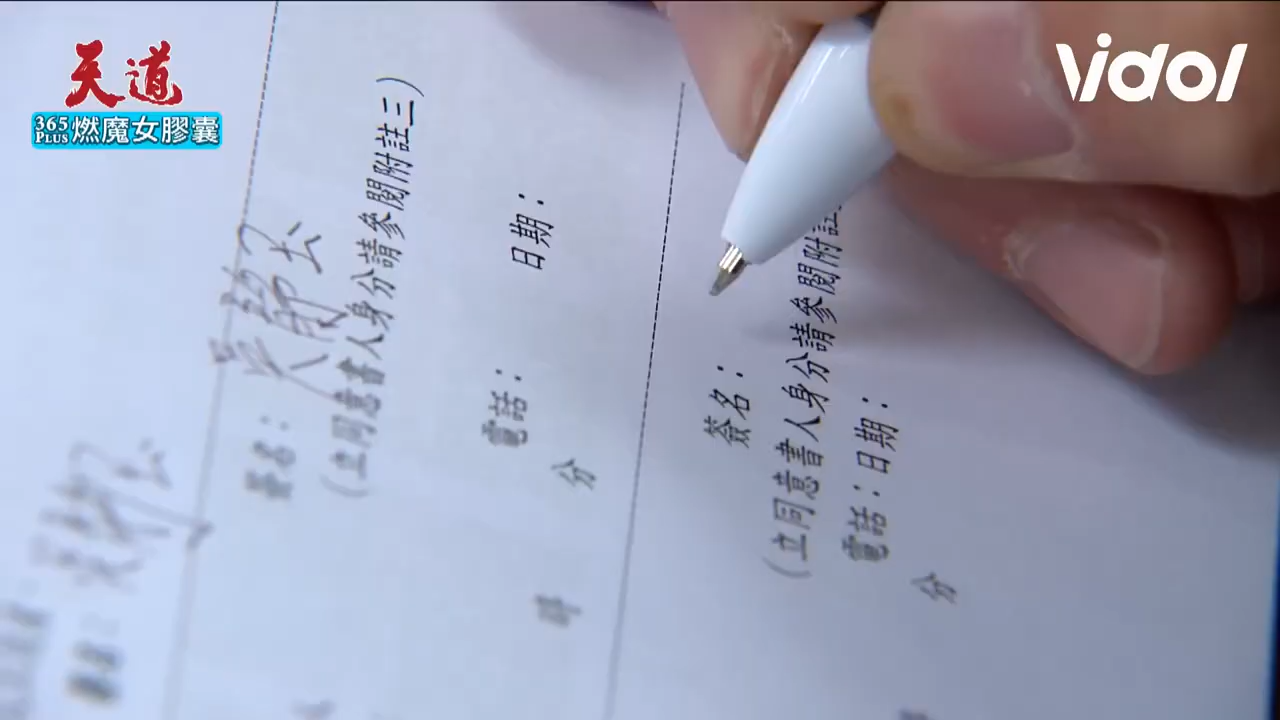 天道
365 PLUS 燃魔女膠囊
Vidol
簽名：
(立同意書人身分請參閱附註三)
電話：
日期：
分
時
簽名：
(立同意書人身分請參閱附註
電話：日期：
分